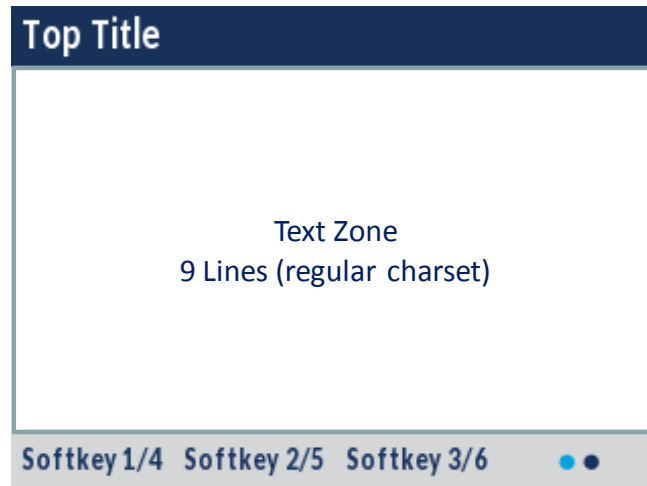 Top Title
Text Zone
9 Lines (regular charset)
Softkey 1/4 Softkey 2/5 Softkey 3/6